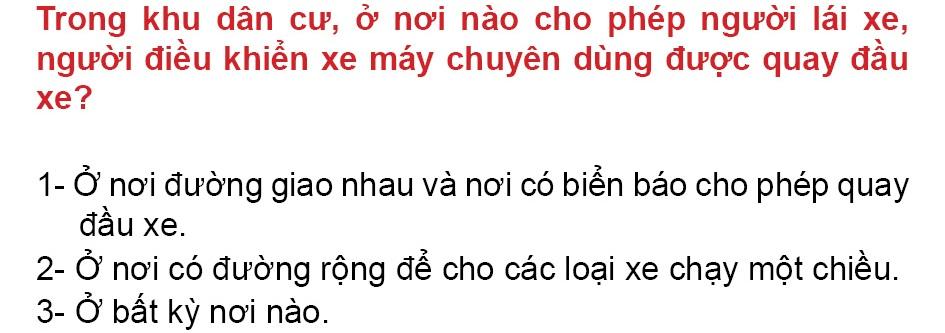 Trong khu dân cư, ở nơi nào cho phép người lái xe,
người điều khiển xe máy chuyên dùng được quay đầu
xe?
1- Ở nơi đường giao nhau và nơi có biển báo cho phép quay
đầu xe.
2- Ở nơi có đường rộng để cho các loại xe chạy một chiều.
3- Ở bất kỳ nơi nào.